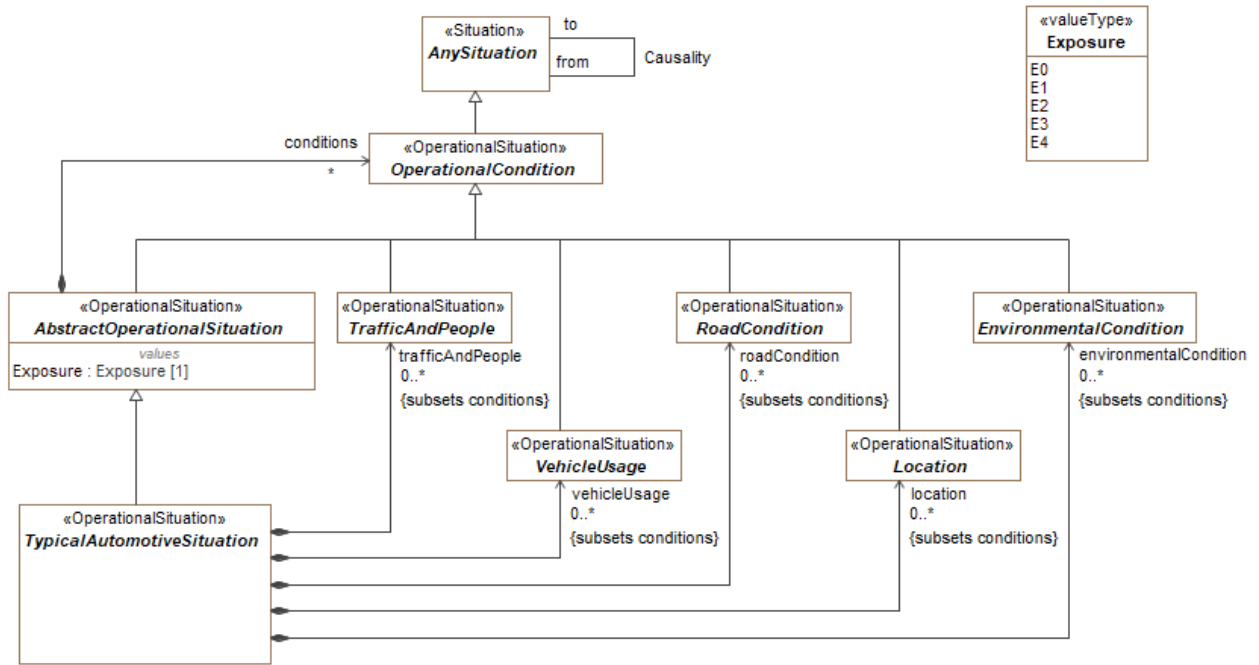 «Situation»
AnySituation
to
from
Causality
«valueType»
Exposure
E0
E1
E2
E3
E4
conditions
*
«OperationalSituation»
OperationalCondition
«OperationalSituation»
AbstractOperationalSituation
values
Exposure : Exposure [1]
«OperationalSituation»
TrafficAndPeople
trafficAndPeople
0..*
{subsets conditions}
«OperationalSituation»
RoadCondition
roadCondition
0..*
{subsets conditions}
«OperationalSituation»
EnvironmentalCondition
environmentalCondition
0..*
{subsets conditions}
«OperationalSituation»
VehicleUsage
vehicleUsage
0..*
{subsets conditions}
«OperationalSituation»
Location
location
0..*
{subsets conditions}
«OperationalSituation»
TypicalAutomotiveSituation